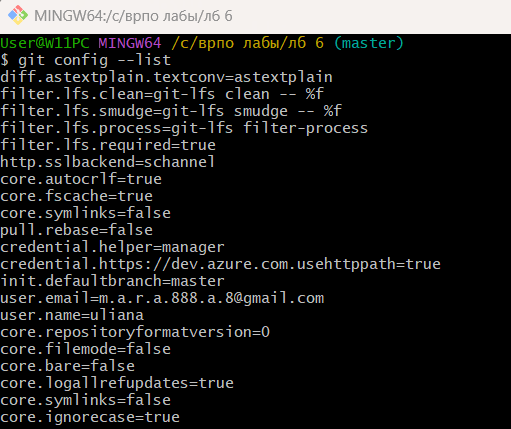 MINGW64:/c/врпо лабы/лб 6
User@W11PC MINGW64 /c/врпо лабы/лб 6 (master)
$ git config --list
diff.astextplain.textconv=astextplain
filter.lfs.clean=git-lfs clean -- %f
filter.lfs.smudge=git-lfs smudge -- %f
filter.lfs.process=git-lfs filter-process
filter.lfs.required=true
http.sslbackend=schannel
core.autocrlf=true
core.fscache=true
core.symlinks=false
pull.rebase=false
credential.helper=manager
credential.https://dev.azure.com.usehttppath=true
init.defaultbranch=master
user.email=m.a.r.a.888.a.8@gmail.com
user.name=uliana
core.repositoryformatversion=0
core.filemode=false
core.bare=false
core.logallrefupdates=true
core.symlinks=false
core.ignorecase=true